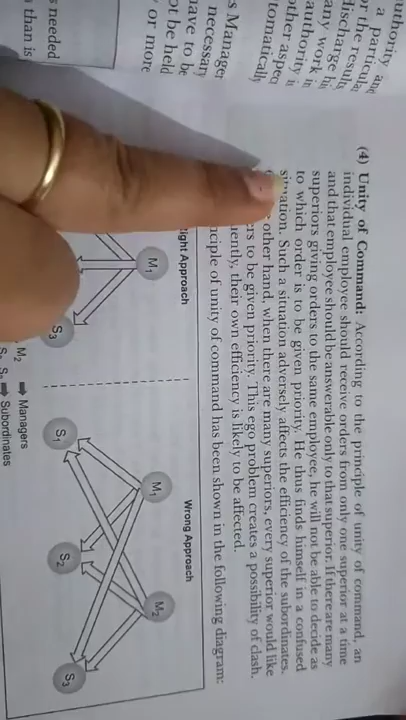 uthority and
a particul
or the resul
discharg
any work hi
authority i
other aspec
tomatically
s Manager
necessary
have to be
ot be held
or more
s needed
than is
(4) Unity of Command: According to the principle of unity of command, an
individual employee should receive orders from only one superior at a time
and that employee should be answerable only to that superior. If there are many
superiors giving orders to the same employee, he will not be able to decide as
to which order is to be given priority. He thus finds himself in a confused
situation. Such a situation adversely affects the efficiency of the subordinates.
other hand, when there are many superiors, every superior would like
ers to be given priority. This ego problem creates a possibility of clash.
uently, their own efficiency is likely to be affected.
nciple of unity of command has been shown in the following diagram:
Right Approach
M1
S3
Wrong Approach
M1
M2
S1
S2
S3
M2 ➡ Managers
➡ Subordinates